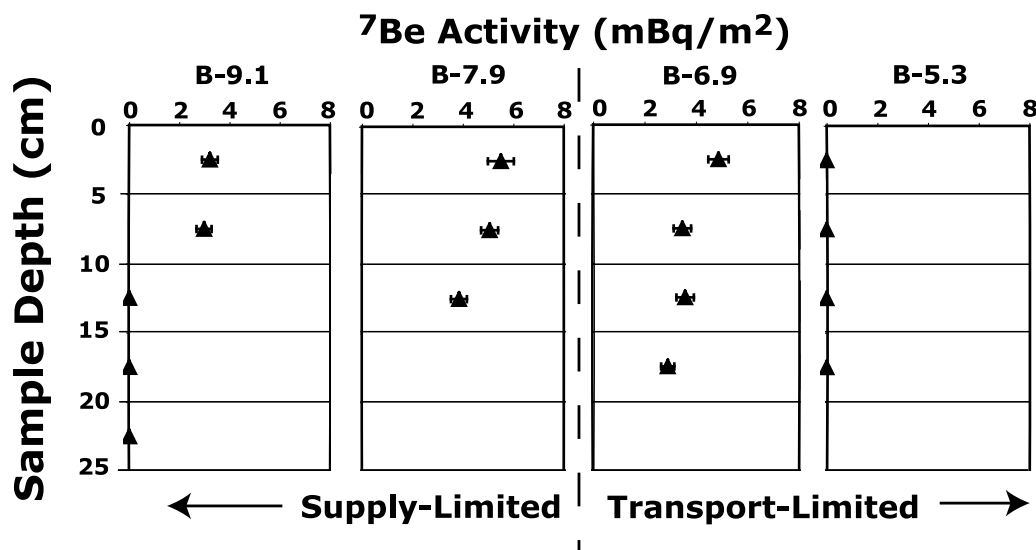 ⁷Be Activity (mBq/m²)
B-9.1 B-7.9 B-6.9 B-5.3
0 2 4 6 8 0 2 4 6 8 0 2 4 6 8 0 2 4 6 8
Sample Depth (cm)
0
5
10
15
20
25
Supply-Limited Transport-Limited